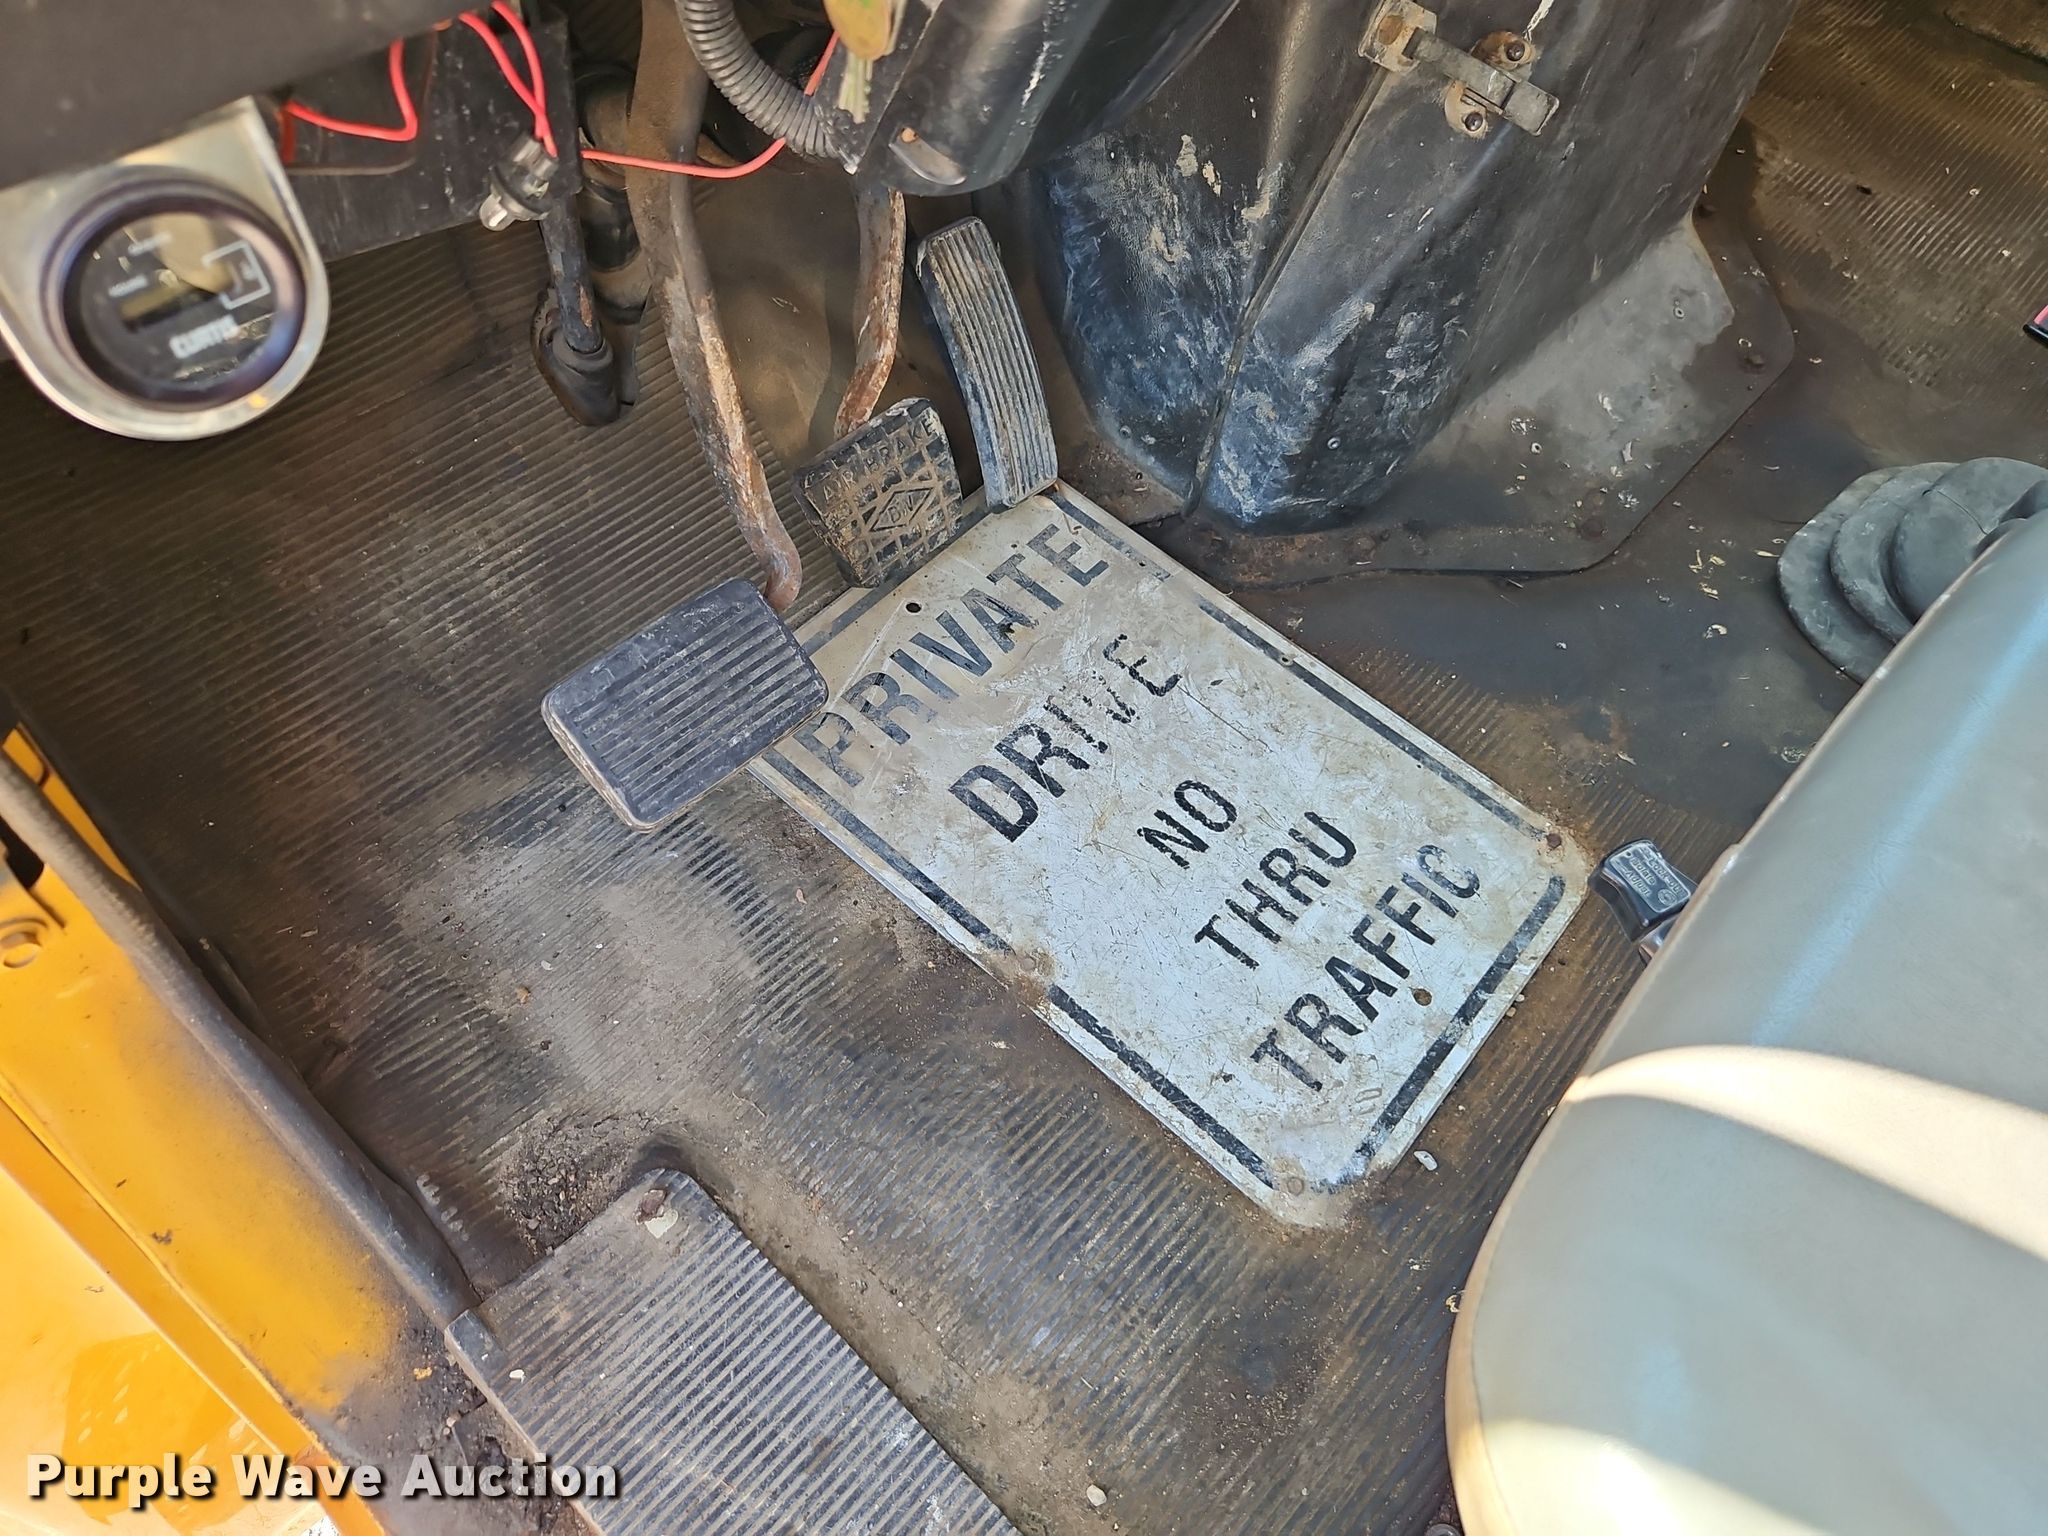 CURTIS
AIR BRAKE
PRIVATE
DRIVE
NO
THRU
TRAFFIC
Purple Wave Auction